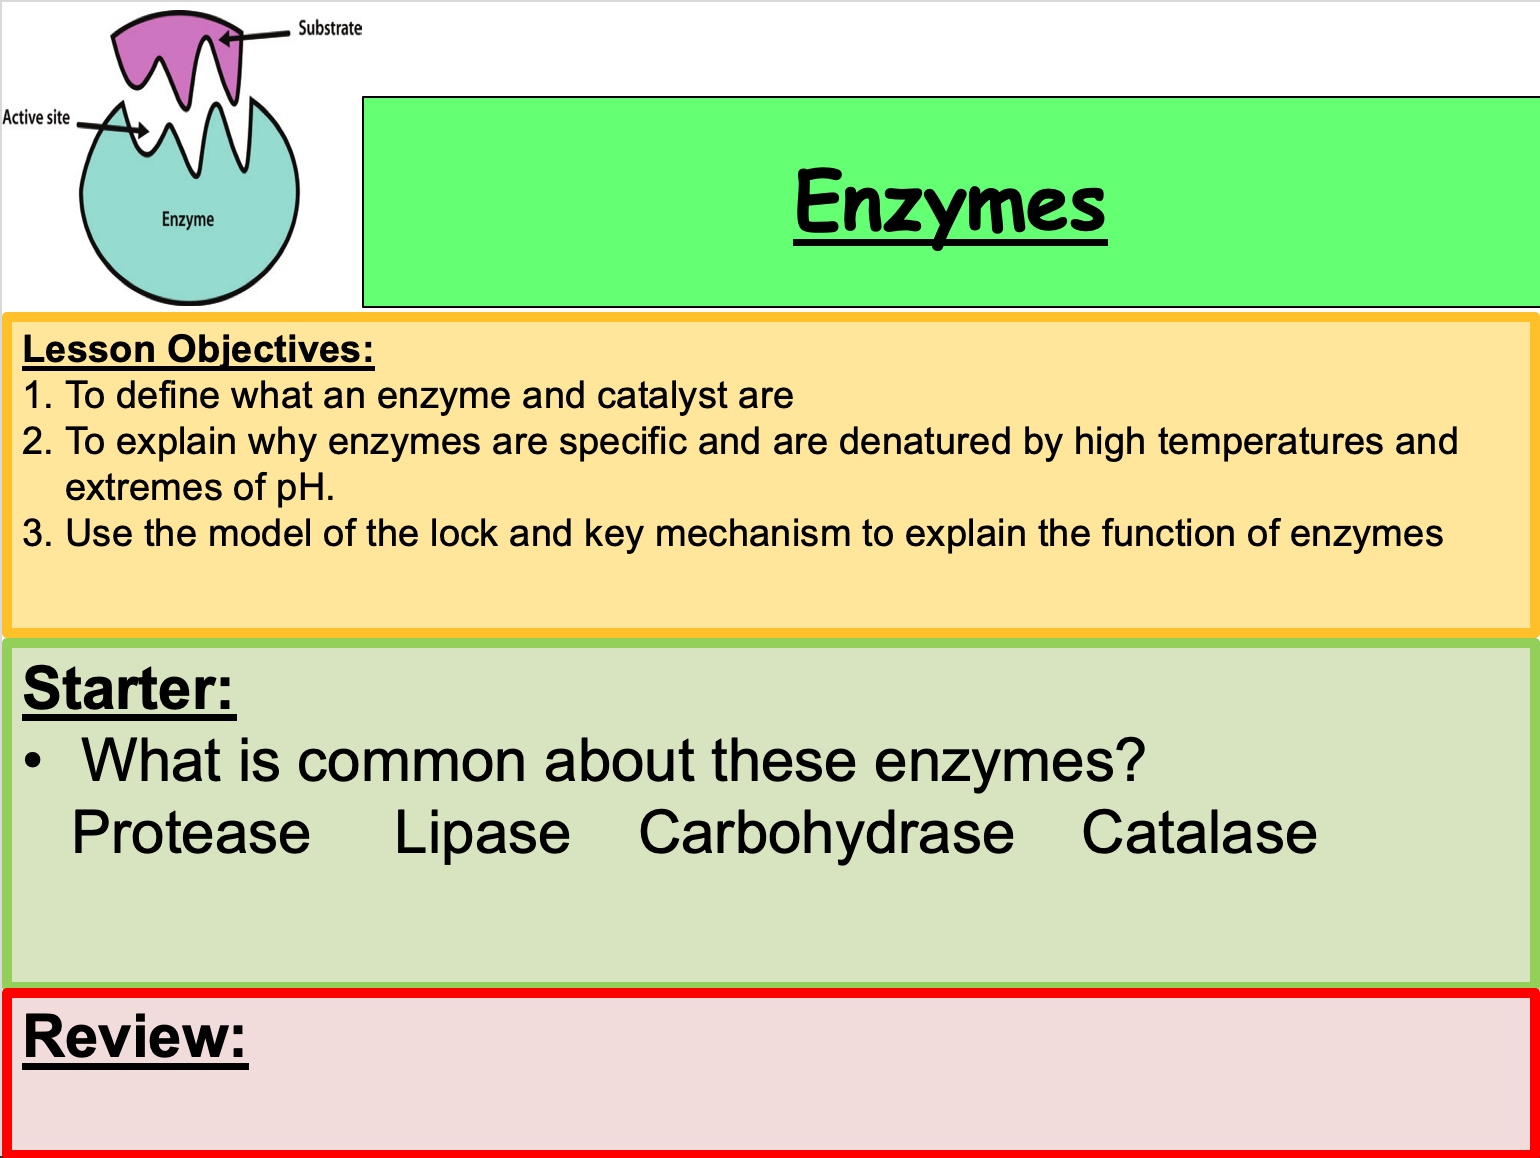 Substrate
Active site
Enzyme
Enzymes
Lesson Objectives:
1. To define what an enzyme and catalyst are
2. To explain why enzymes are specific and are denatured by high temperatures and
extremes of pH.
3. Use the model of the lock and key mechanism to explain the function of enzymes
Starter:
• What is common about these enzymes?
Protease Lipase Carbohydrase Catalase
Review: